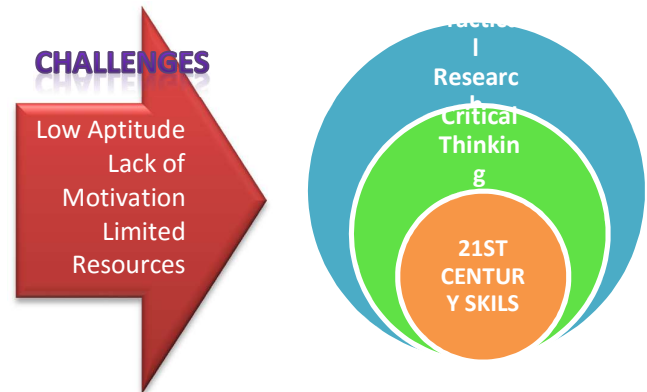 CHALLENGES
Low Aptitude
Lack of
Motivation
Limited
Resources
l
Researc
Critical
Thinkin
g
21ST
CENTUR
Y SKILS